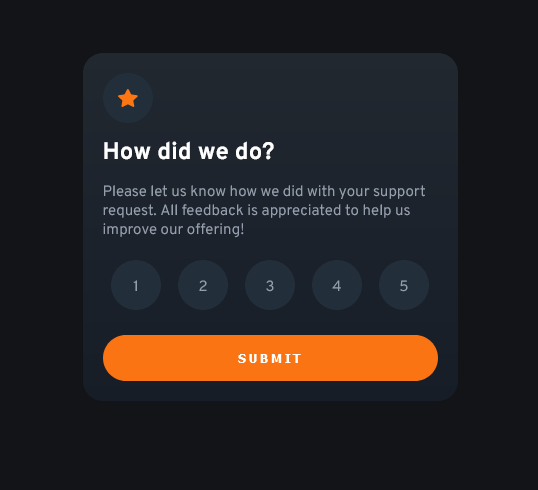 How did we do?
Please let us know how we did with your support
request. All feedback is appreciated to help us
improve our offering!
1 2 3 4 5
SUBMIT